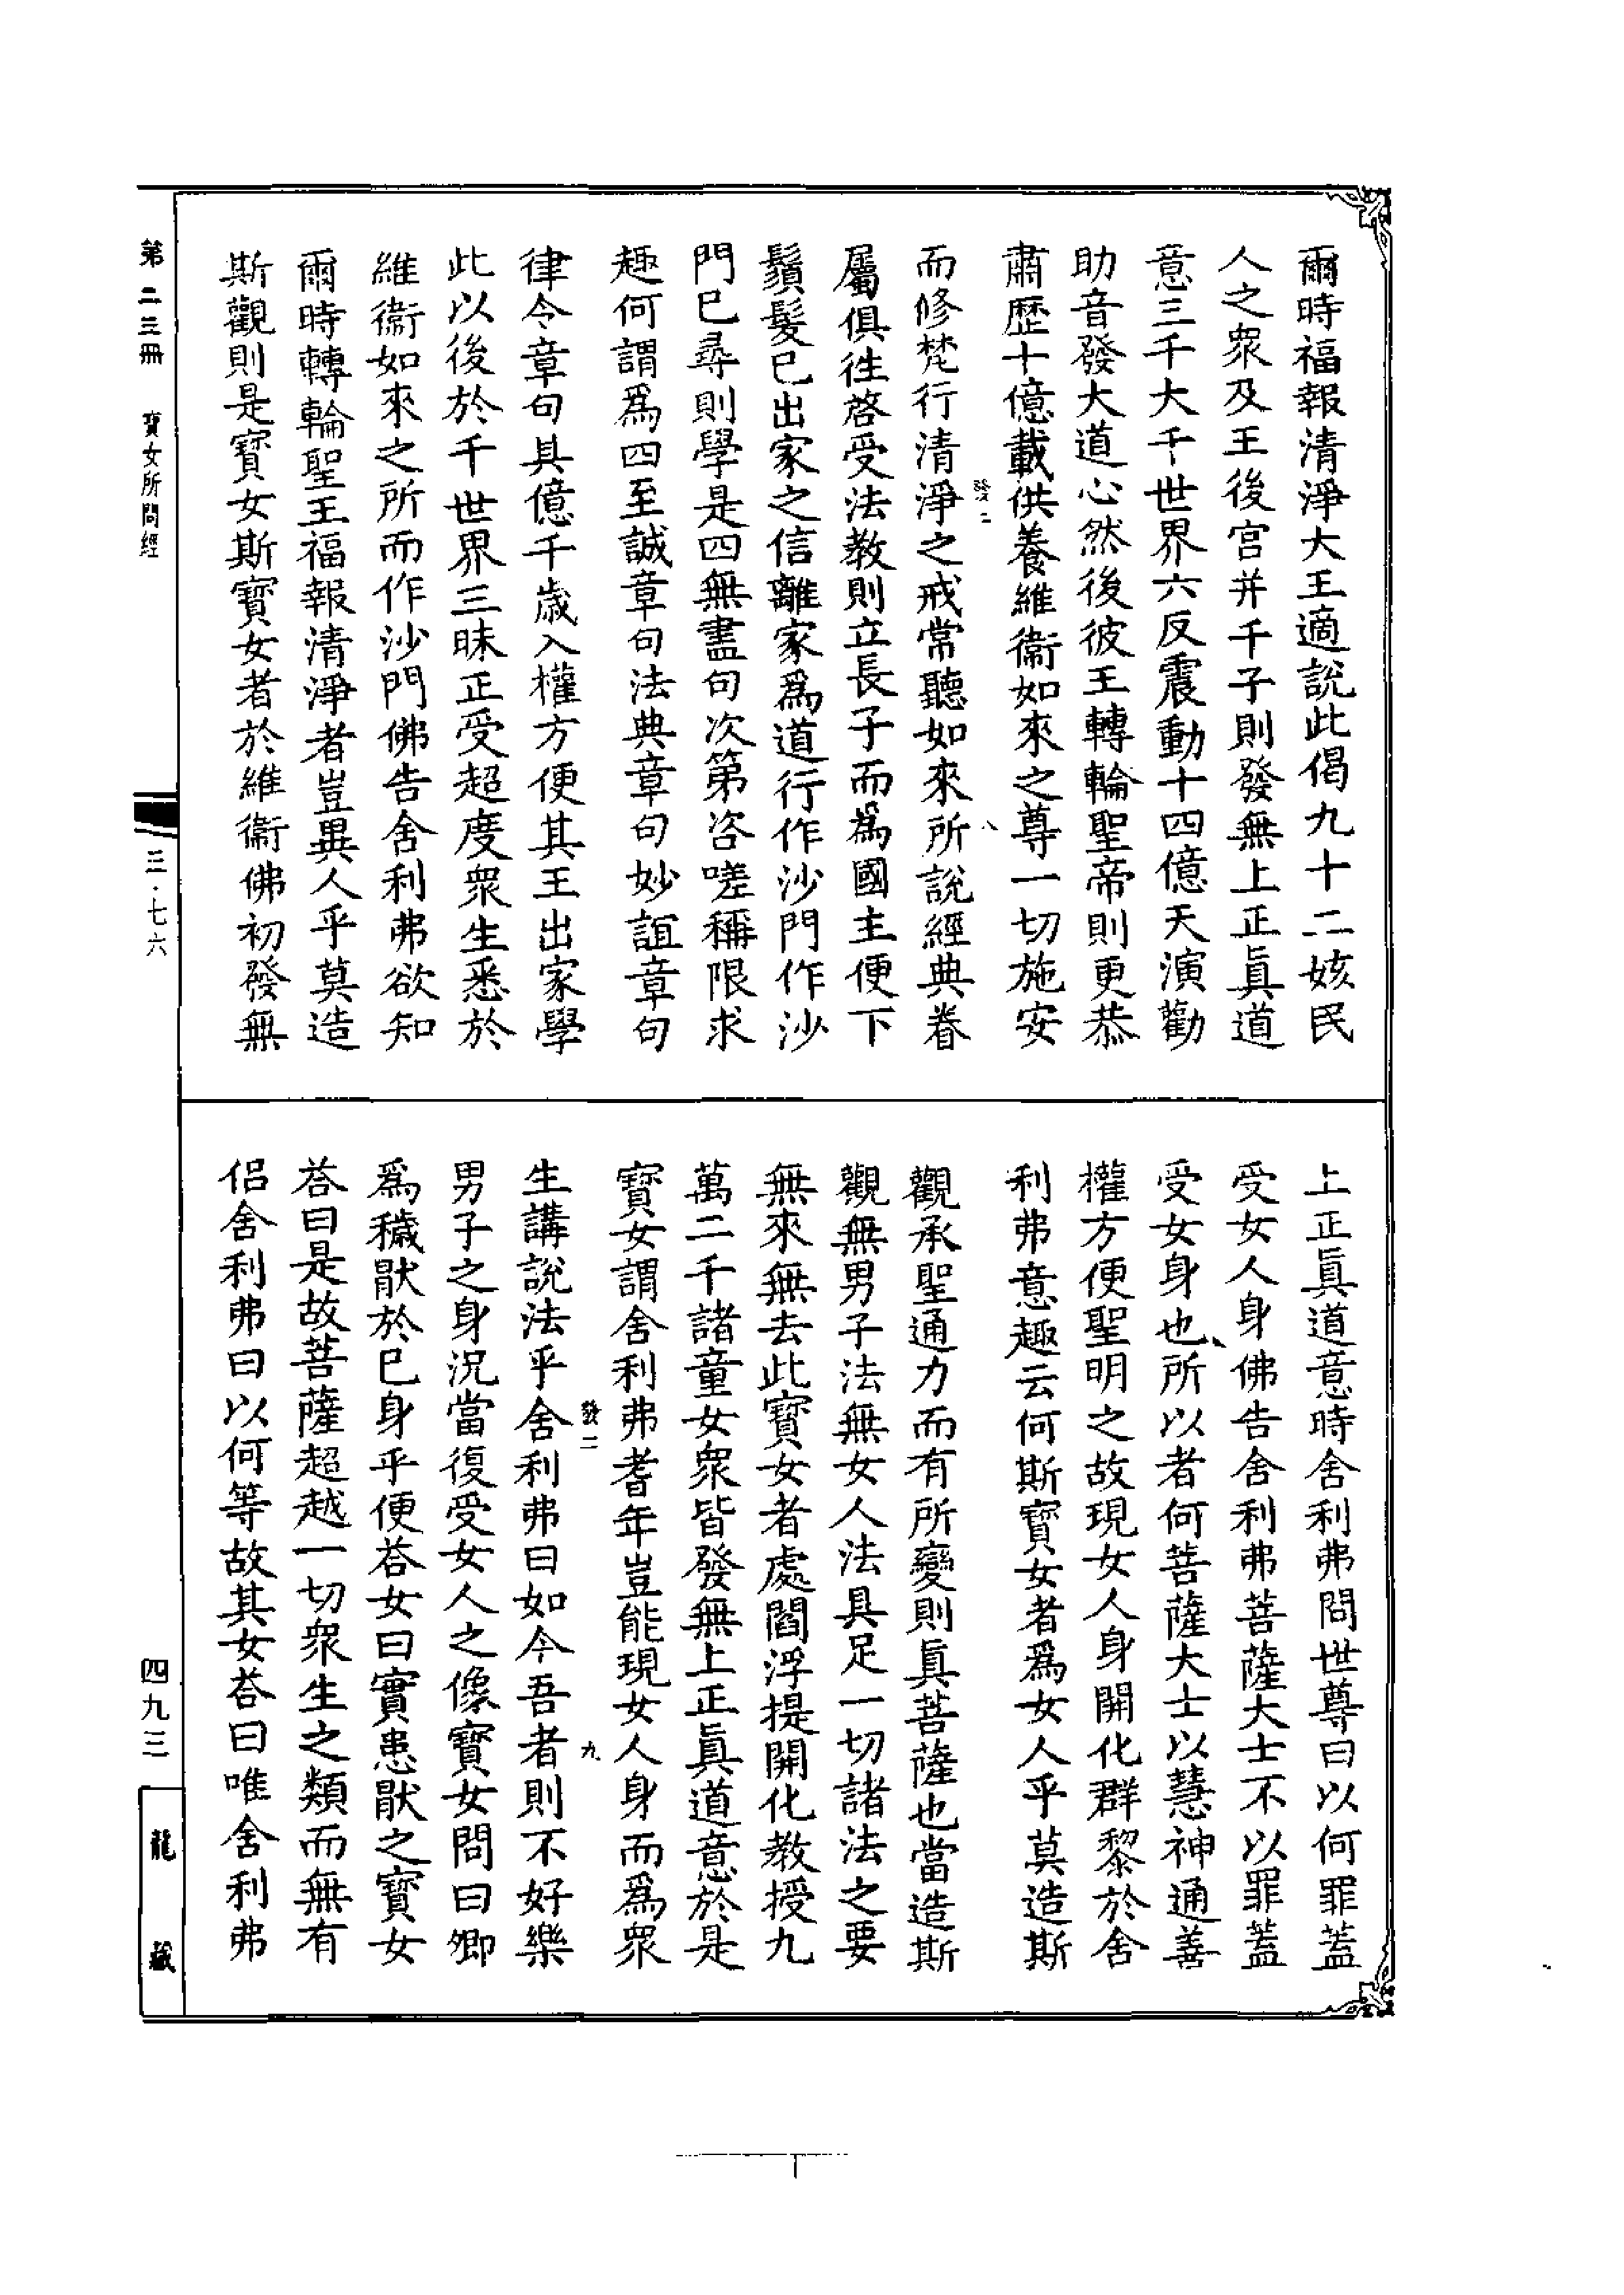 爾時福報清淨大王適說此偈九十二姟民
人之眾及王後宮并千子則發無上正眞道
意三千大千世界六反震動十四億天演勸
助音發大道心然後彼王轉輪聖帝則更恭
肅歷十億載供養維衞如來之尊一切施安
發二
八
而修梵行清淨之戒常聽如來所說經典眷
屬俱往啓受法教則立長子而爲國主便下
鬚髮已出家之信離家爲道行作沙門作沙
門已尋則學是四無盡句次第咨嗟稱限求
趣何謂爲四至誠章句法典章句妙誼章句
律令章句具億千歲入權方便其王出家學
此以後於千世界三昧正受超度眾生悉於
維衞如來之所而作沙門佛告舍利弗欲知
爾時轉輪聖王福報清淨者豈異人乎莫造
斯觀則是寶女斯寶女者於維衞佛初發無
上正眞道意時舍利弗問世尊曰以何罪蓋
受女人身佛告舍利弗菩薩大士不以罪蓋
受女身也所以者何菩薩大士以慧神通善
權方便聖明之故現女人身開化群黎於舍
利弗意趣云何斯寶女者爲女人乎莫造斯
觀承聖通力而有所變則眞菩薩也當造斯
觀無男子法無女人法具足一切諸法之要
無來無去此寶女者處閻浮提開化教授九
萬二千諸童女眾皆發無上正眞道意於是
寶女謂舍利弗耆年豈能現女人身而爲眾
發二
九
生講說法乎舍利弗曰如今吾者則不好樂
男子之身況當復受女人之像寶女問曰卿
爲穢猒於己身乎便荅女曰實患猒之寶女
荅曰是故菩薩超越一切眾生之類而無有
侶舍利弗曰以何等故其女荅曰唯舍利弗
第二三冊 寶女所問經
三·七六
四九三
龍藏